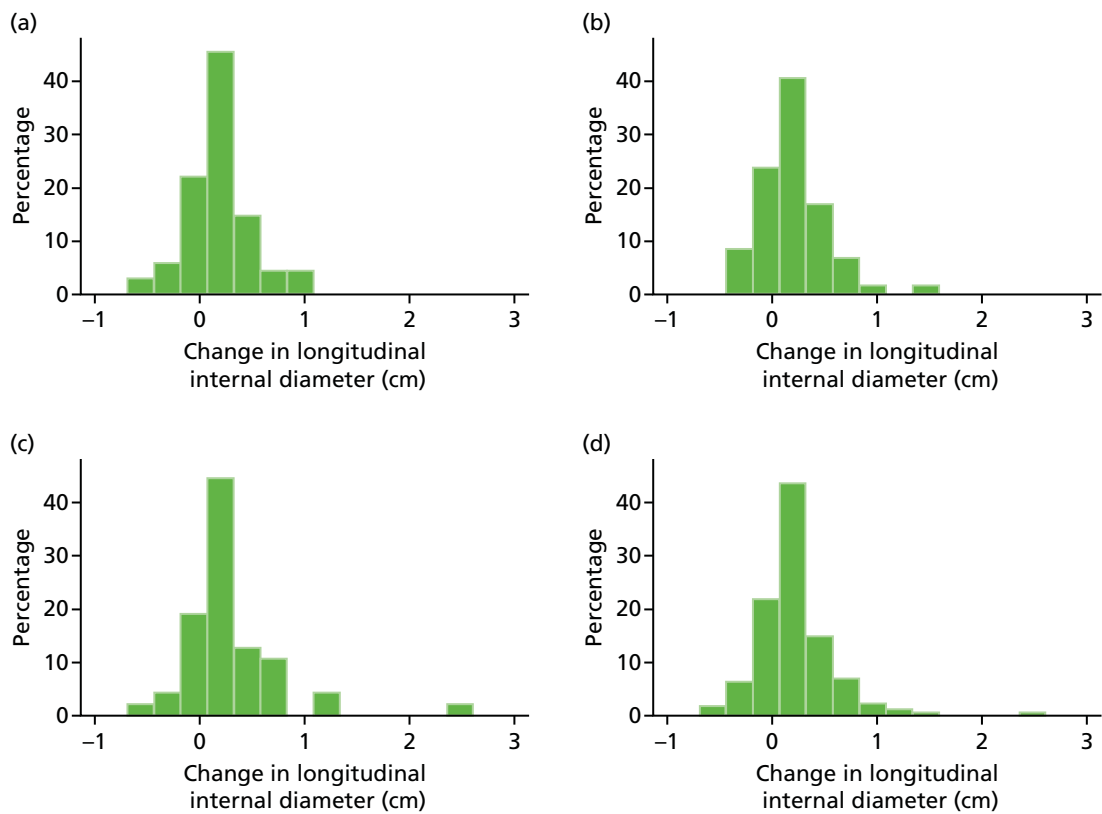 (a)
40
30
20
10
0
Percentage
−1 0 1 2 3
Change in longitudinal
internal diameter (cm)
(b)
40
30
20
10
0
Percentage
−1 0 1 2 3
Change in longitudinal
internal diameter (cm)
(c)
40
30
20
10
0
Percentage
−1 0 1 2 3
Change in longitudinal
internal diameter (cm)
(d)
40
30
20
10
0
Percentage
−1 0 1 2 3
Change in longitudinal
internal diameter (cm)